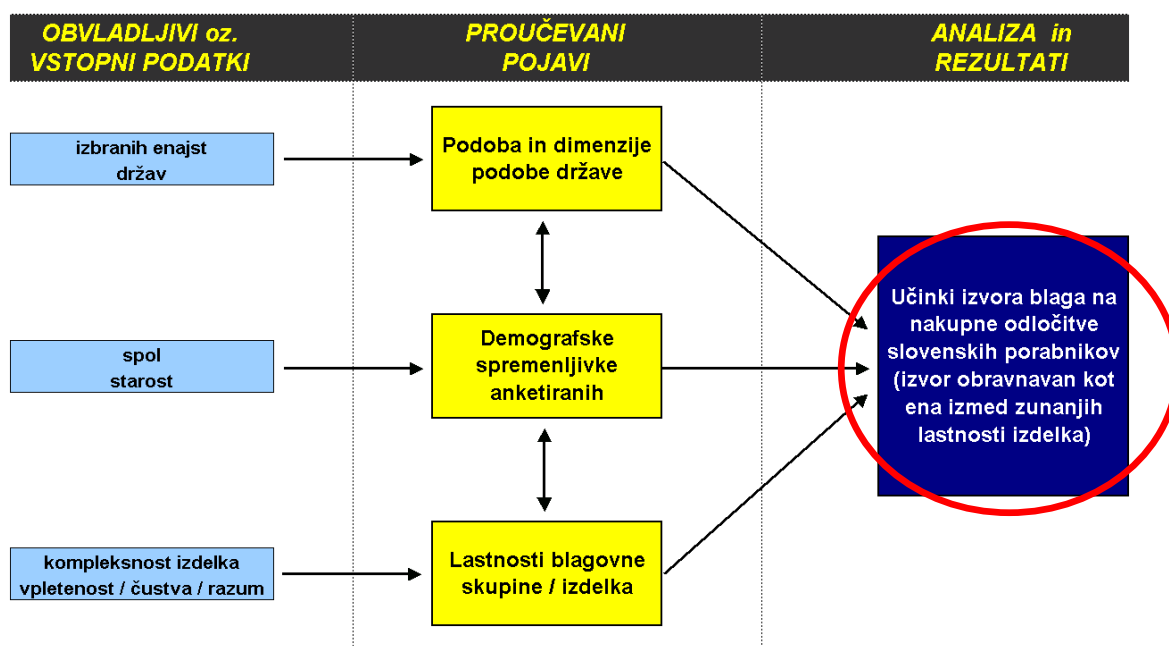 OBVLADLJIVI oz.
VSTOPNI PODATKI
PROUČEVANI
POJAVI
ANALIZA in
REZULTATI
izbranih enajst
držav
Podoba in dimenzije
podobe države
spol
starost
Demografske
spremenljivke
anketiranih
Učinki izvora blaga na
nakupne odločitve
slovenskih porabnikov
(izvor obravnavan kot
ena izmed zunanjih
lastnosti izdelka)
kompleksnost izdelka
vpletenost / čustva / razum
Lastnosti blagovne
skupine / izdelka